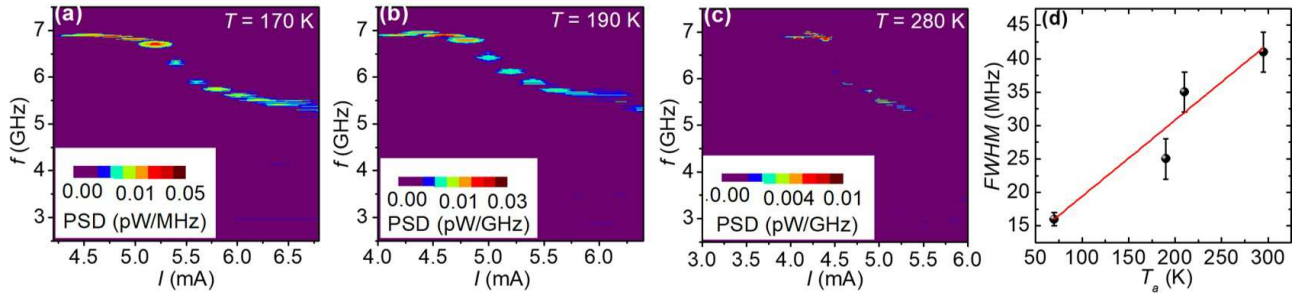 (a) T = 170 K
f (GHz)
7
6
5
4
3
0.00 0.01 0.05
PSD (pW/MHz)
4.5 5.0 5.5 6.0 6.5
I (mA)
(b) T = 190 K
f (GHz)
7
6
5
4
3
0.00 0.01 0.03
PSD (pW/GHz)
4.0 4.5 5.0 5.5 6.0
I (mA)
(c) T = 280 K
f (GHz)
7
6
5
4
3
0.00 0.004 0.01
PSD (pW/GHz)
3.0 3.5 4.0 4.5 5.0 5.5 6.0
I (mA)
(d)
FWHM (MHz)
45
40
35
30
25
20
15
50 100 150 200 250 300
Ta (K)